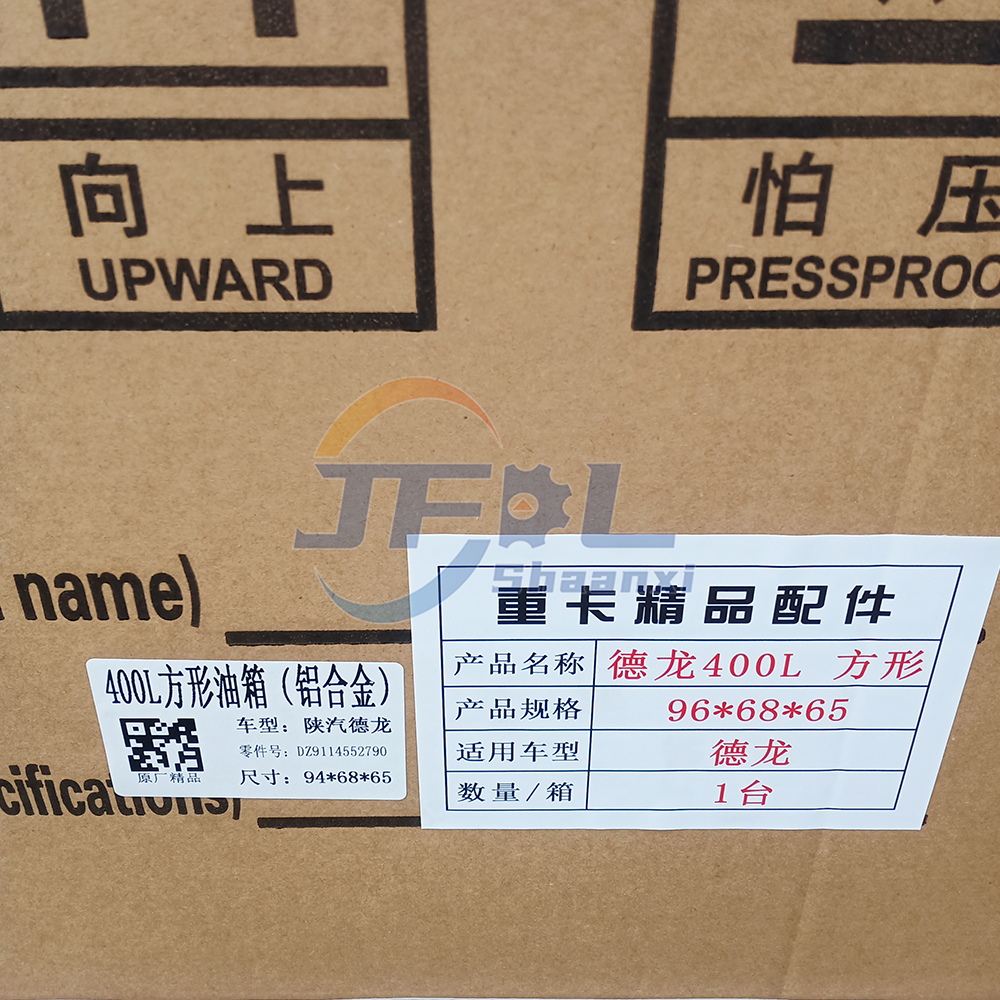 向上
UPWARD
怕压
PRESSPROO
JFDL
Shaanxi
name)
cifications)
400L方形油箱（铝合金）
车型：陕汽德龙
零件号：DZ9114552790
原厂精品
尺寸：94*68*65
重卡精品配件
产品名称 德龙400L 方形
产品规格 96*68*65
适用车型 德龙
数量/箱 1台